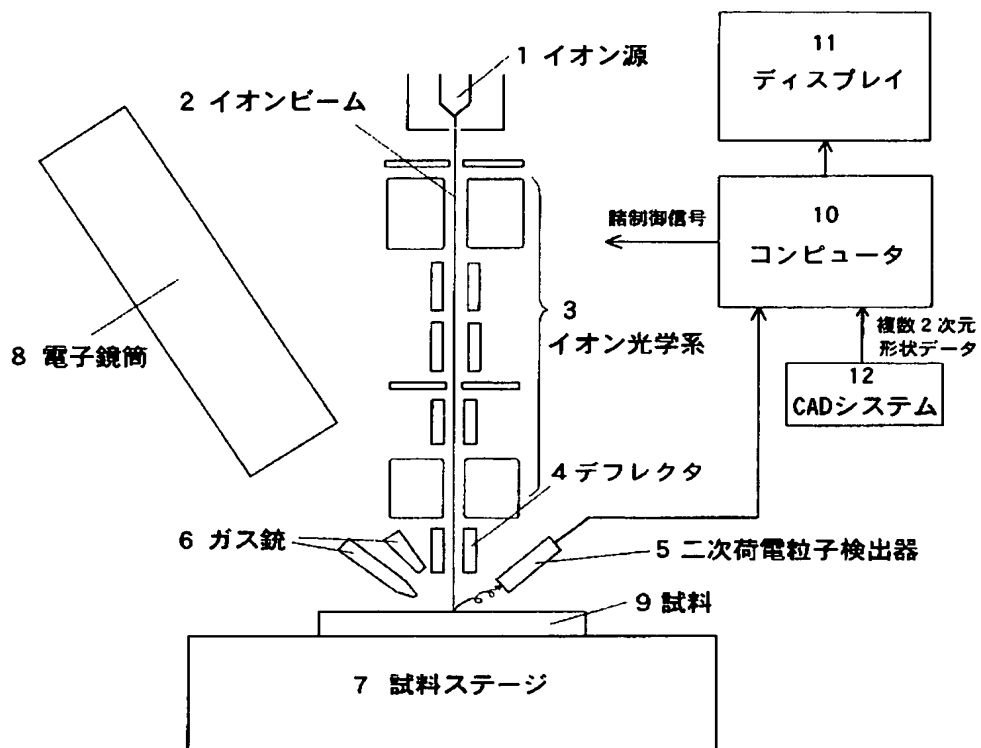 1 イオン源
2 イオンビーム
11
ディスプレイ
10
コンピュータ
諸制御信号
複数2次元
形状データ
12
CADシステム
3
イオン光学系
8 電子鏡筒
4 デフレクタ
6 ガス銃
5 二次荷電粒子検出器
9 試料
7 試料ステージ